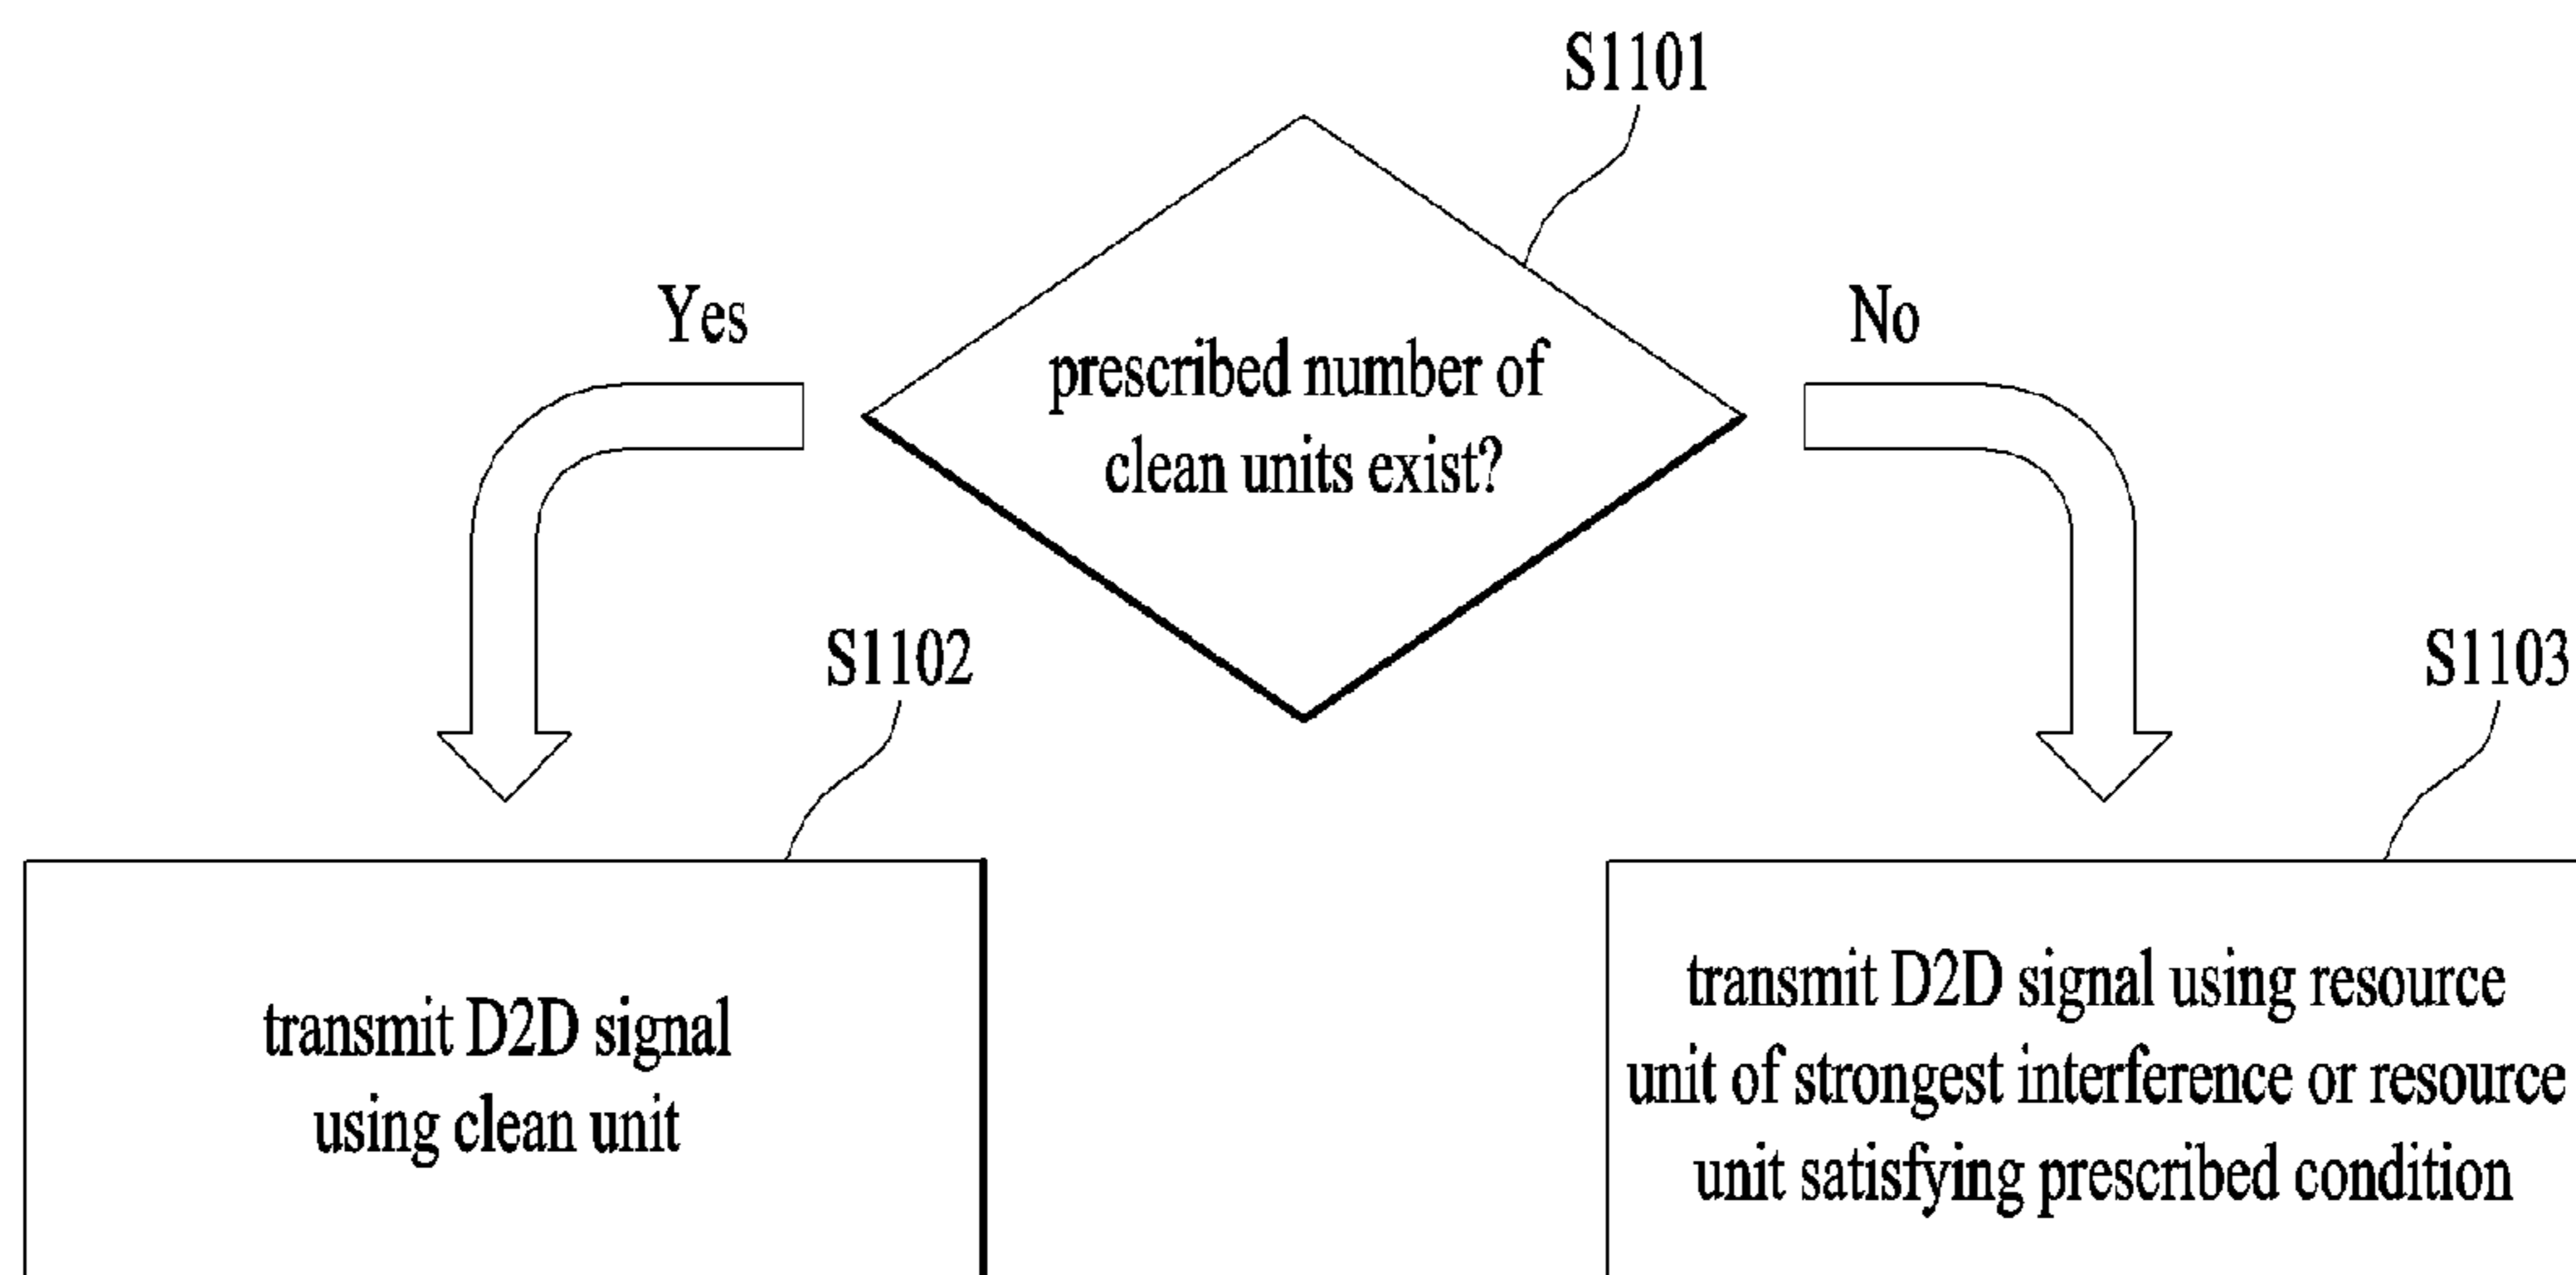 S1101
Yes
No
prescribed number of
clean units exist?
S1102
S1103
transmit D2D signal
using clean unit
transmit D2D signal using resource
unit of strongest interference or resource
unit satisfying prescribed condition